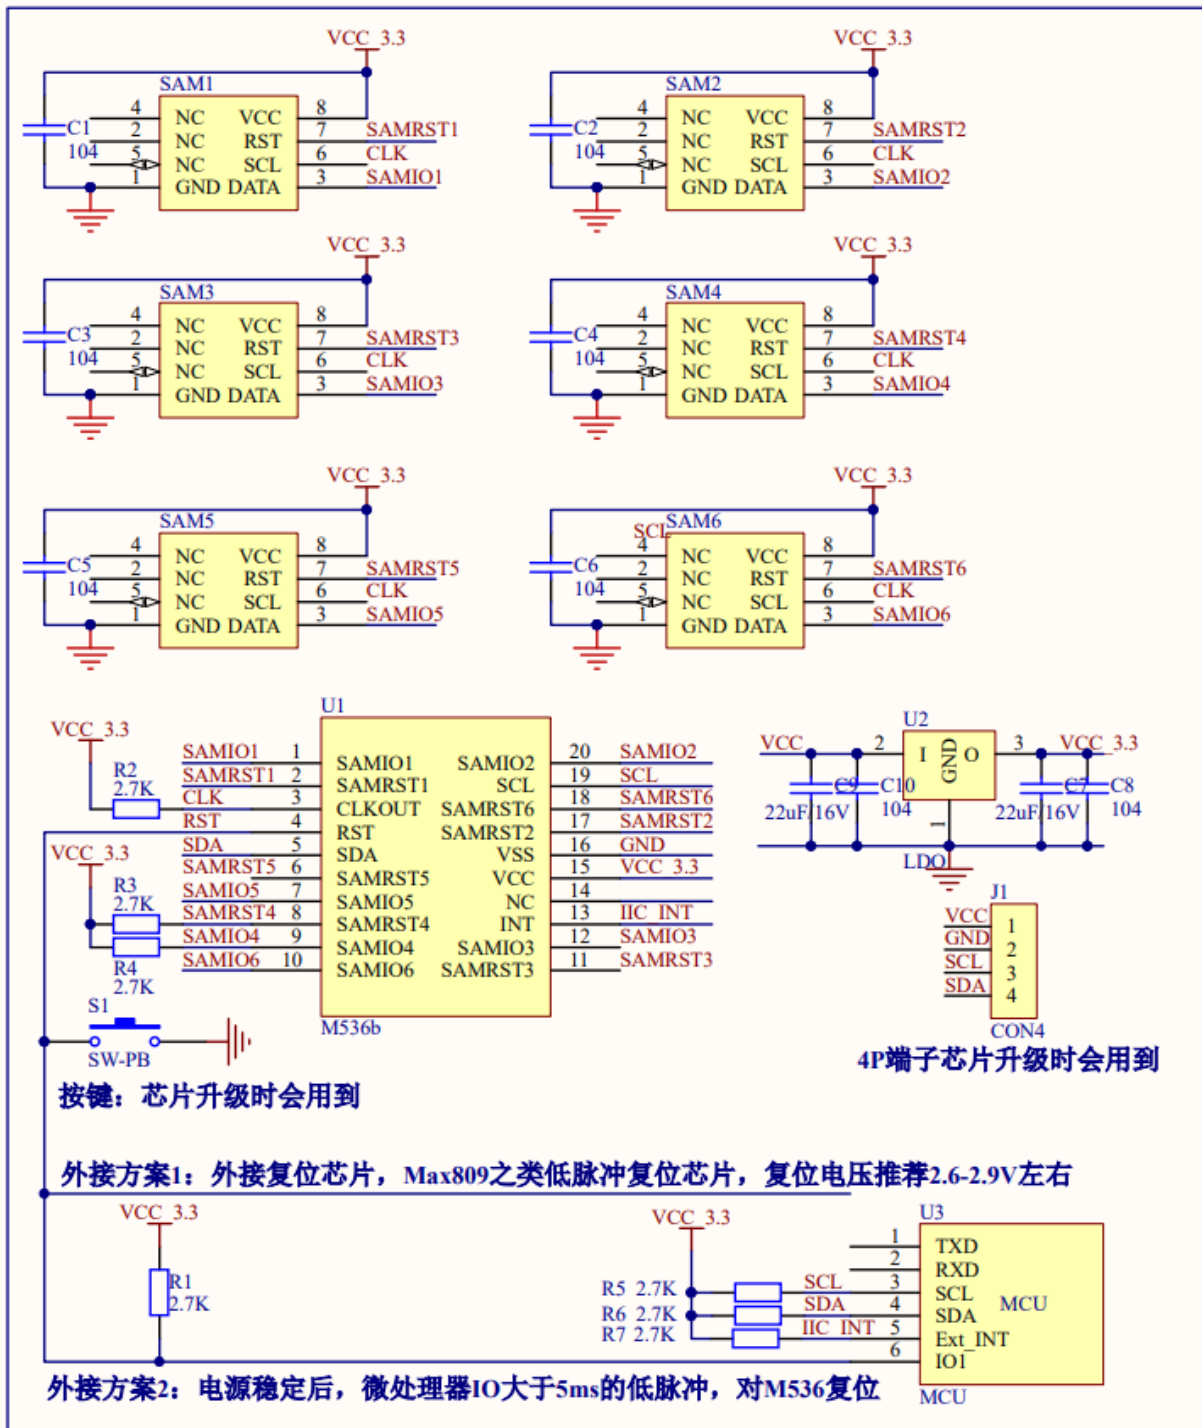 VCC_3.3 VCC_3.3
SAM1 SAM2
C1 104 4 NC VCC 8
2 NC RST 7 SAMRST1
5 NC SCL 6 CLK
1 GND DATA 3 SAMIO1
C2 104 4 NC VCC 8
2 NC RST 7 SAMRST2
5 NC SCL 6 CLK
1 GND DATA 3 SAMIO2
VCC_3.3 VCC_3.3
SAM3 SAM4
C3 104 4 NC VCC 8
2 NC RST 7 SAMRST3
5 NC SCL 6 CLK
1 GND DATA 3 SAMIO3
C4 104 4 NC VCC 8
2 NC RST 7 SAMRST4
5 NC SCL 6 CLK
1 GND DATA 3 SAMIO4
VCC_3.3 VCC_3.3
SAM5 SCL SAM6
C5 104 4 NC VCC 8
2 NC RST 7 SAMRST5
5 NC SCL 6 CLK
1 GND DATA 3 SAMIO5
C6 104 4 NC VCC 8
2 NC RST 7 SAMRST6
5 NC SCL 6 CLK
1 GND DATA 3 SAMIO6
U1
VCC_3.3
R2
2.7K
VCC_3.3
R3
2.7K
R4
2.7K
SAMIO1 1 SAMIO1 SAMIO2 20 SAMIO2
SAMRST1 2 SAMRST1 SCL 19 SCL
CLK 3 CLKOUT SAMRST6 18 SAMRST6
RST 4 RST SAMRST2 17 SAMRST2
SDA 5 SDA VSS 16 GND
SAMRST5 6 SAMRST5 VCC 15 VCC_3.3
SAMIO5 7 SAMIO5 NC 14
SAMRST4 8 SAMRST4 INT 13 IIC_INT
SAMIO4 9 SAMIO4 SAMIO3 12 SAMIO3
SAMIO6 10 SAMIO6 SAMRST3 11 SAMRST3
M536b
U2
VCC 2 I GND O 3 VCC_3.3
C9 C10 C7 C8
22uF/16V 104 1 22uF/16V 104
LDO
J1
VCC 1
GND 2
SCL 3
SDA 4
CON4
4P端子芯片升级时会用到
S1
SW-PB
按键：芯片升级时会用到
外接方案1：外接复位芯片，Max809之类低脉冲复位芯片，复位电压推荐2.6-2.9V左右
VCC_3.3 VCC_3.3 U3
R1
2.7K
1 TXD
2 RXD
R5 2.7K SCL 3 SCL MCU
R6 2.7K SDA 4 SDA
R7 2.7K IIC_INT 5 Ext_INT
6 IO1
MCU
外接方案2：电源稳定后，微处理器IO大于5ms的低脉冲，对M536复位